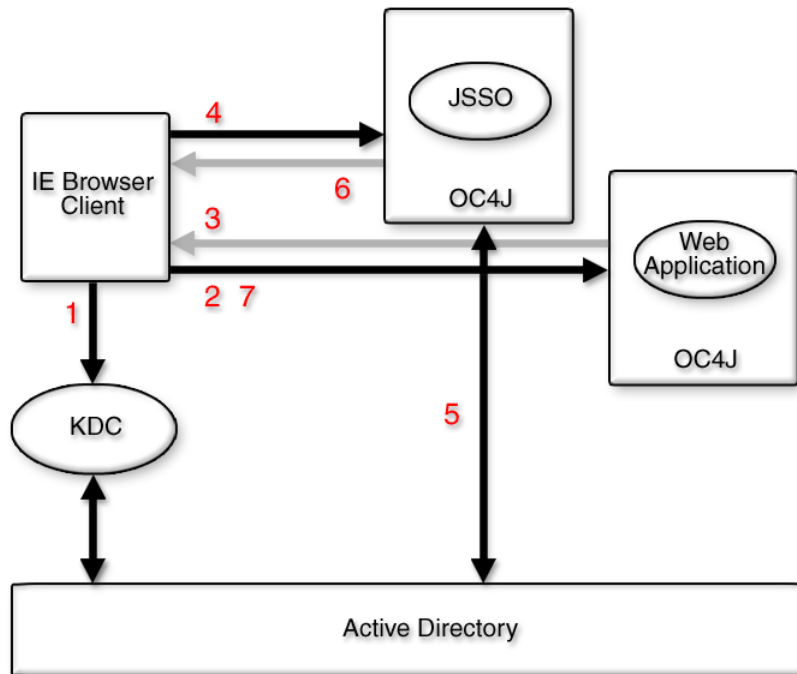 JSSO
4
IE Browser
Client
6
OC4J
3
Web
Application
2 7
1
OC4J
KDC
5
Active Directory